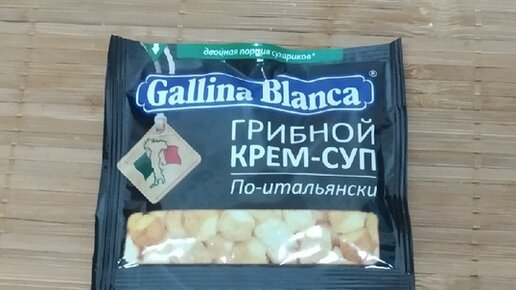 двойная порция сухариков*
Gallina Blanca®
ГРИБНОЙ
КРЕМ-СУП
По-итальянски